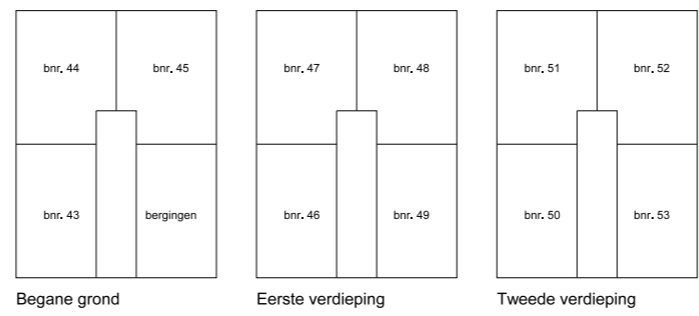 bnr. 44 bnr. 45
bnr. 43 bergingen
Begane grond
bnr. 47 bnr. 48
bnr. 46 bnr. 49
Eerste verdieping
bnr. 51 bnr. 52
bnr. 50 bnr. 53
Tweede verdieping